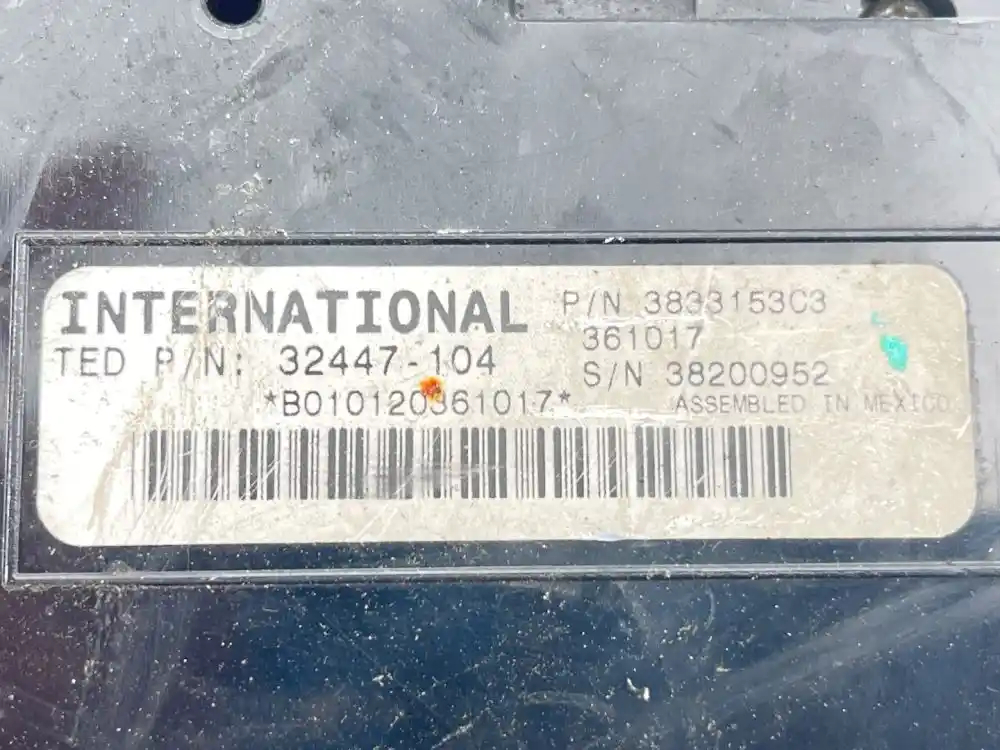 INTERNATIONAL
P/N 3833153C3
361017
TED P/N: 32447-104
S/N 38200952
*B010120361017*
ASSEMBLED IN MEXICO